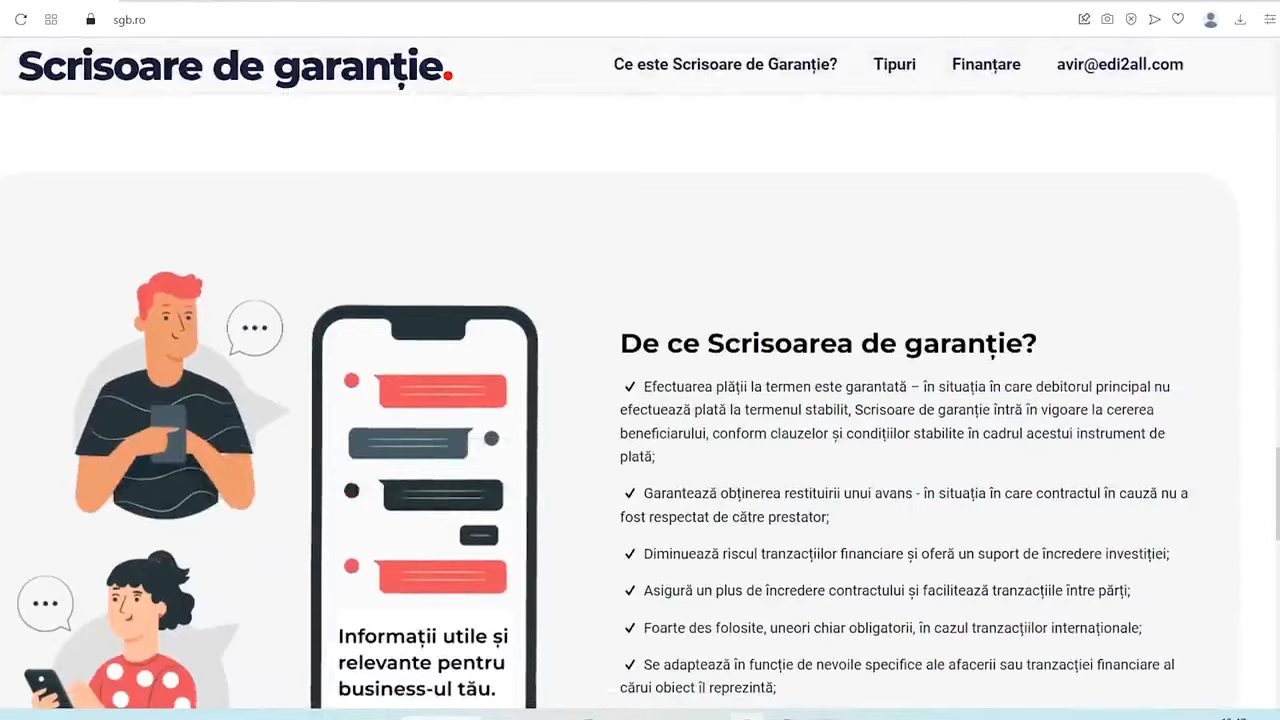 sgb.ro
Scrisoare de garanție.
Ce este Scrisoare de Garanție?
Tipuri
Finanțare
avir@edi2all.com
De ce Scrisoarea de garanție?
✓ Efectuarea plății la termen este garantată – în situația în care debitorul principal nu
efectuează plată la termenul stabilit, Scrisoare de garanție întră în vigoare la cererea
beneficiarului, conform clauzelor și condițiilor stabilite în cadrul acestui instrument de
plată;
✓ Garantează obținerea restituirii unui avans - în situația în care contractul în cauză nu a
fost respectat de către prestator;
✓ Diminuează riscul tranzacțiilor financiare și oferă un suport de încredere investiției;
✓ Asigură un plus de încredere contractului și facilitează tranzacțiile între părți;
✓ Foarte des folosite, uneori chiar obligatorii, în cazul tranzacțiilor internaționale;
✓ Se adaptează în funcție de nevoile specifice ale afacerii sau tranzacției financiare al
cărui obiect îl reprezintă;
Informații utile și
relevante pentru
business-ul tău.